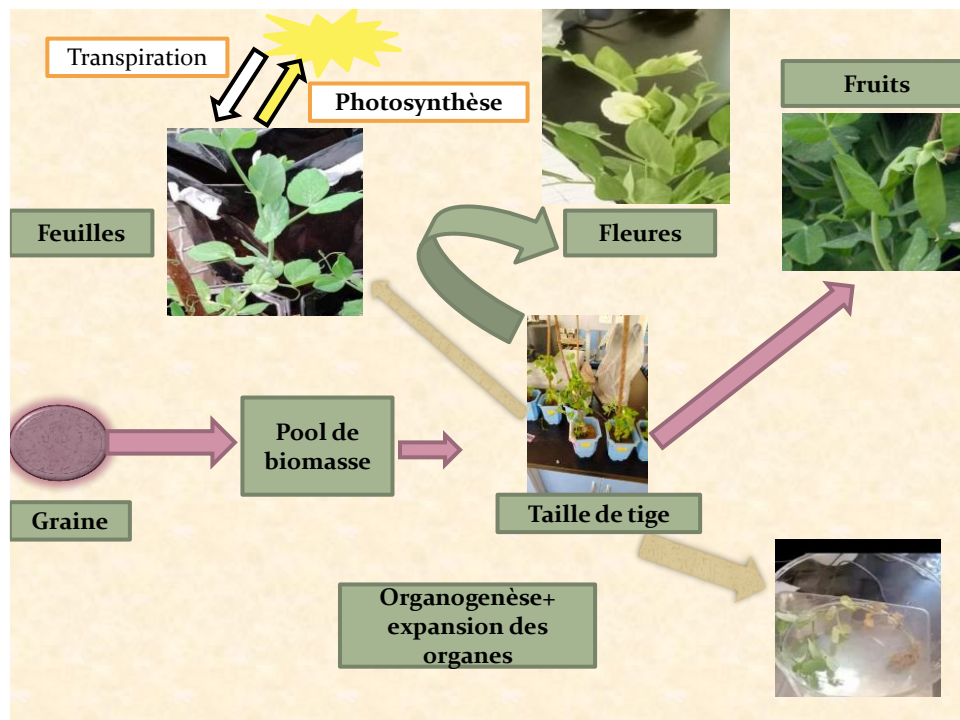 Transpiration
Photosynthèse
Fruits
Feuilles
Fleures
Pool de
biomasse
Graine
Taille de tige
Organogenèse+
expansion des
organes